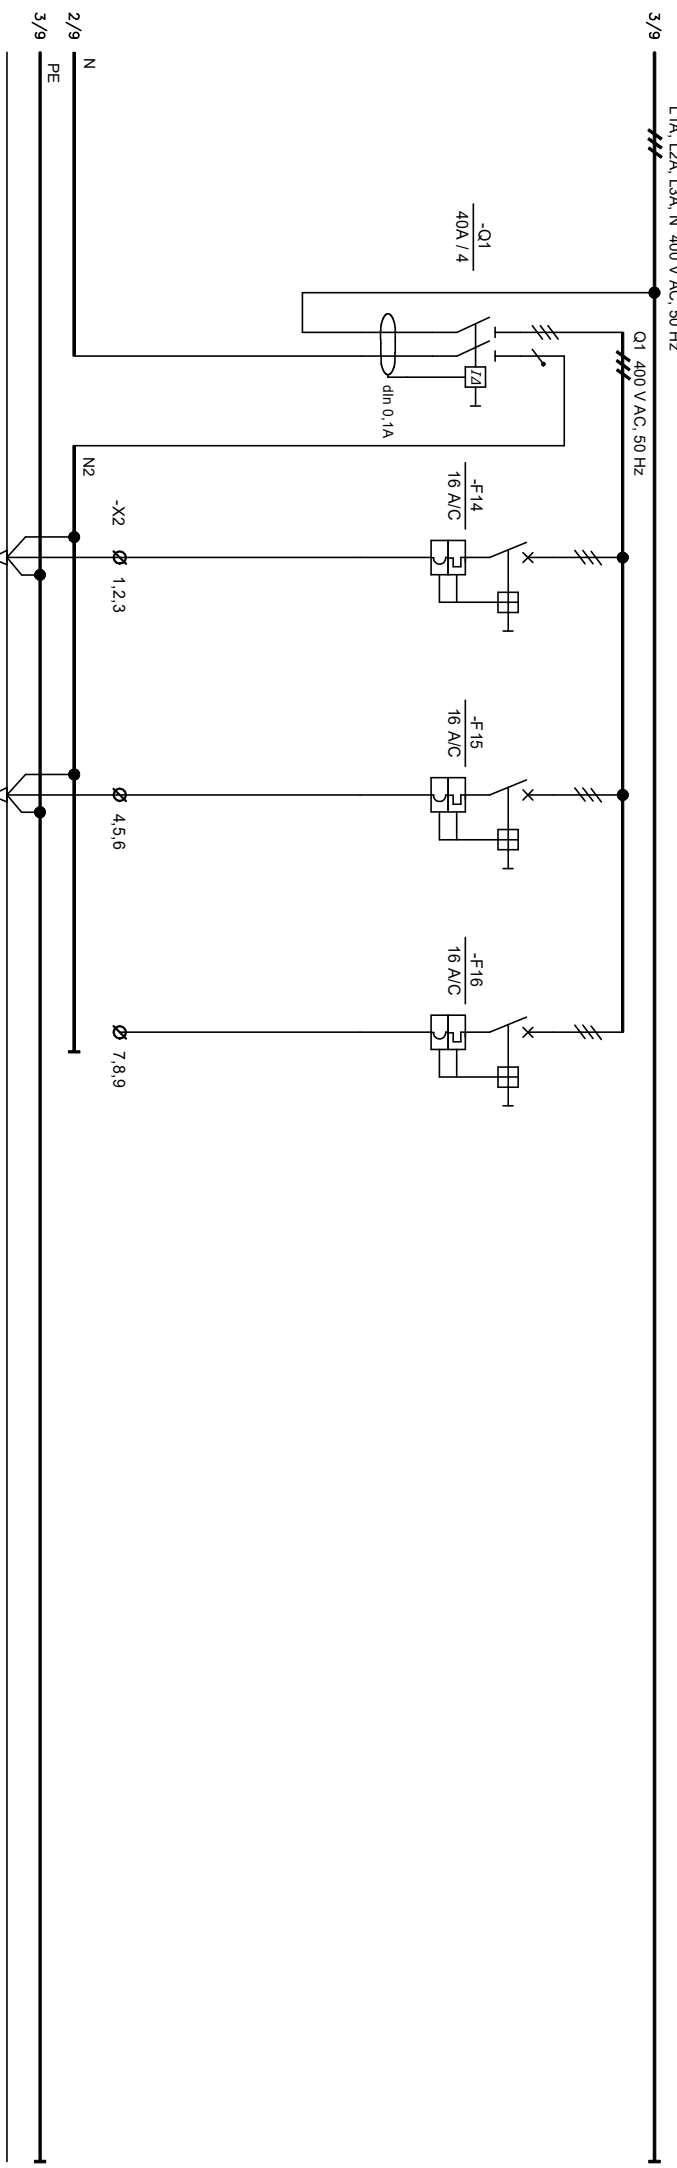 3/9
L1A, L2A, L3A, N 400 V AC, 50 Hz
Q1 400 V AC, 50 Hz
-Q1
40A / 4
dIn 0,1A
-F14
16 A/C
-F15
16 A/C
-F16
16 A/C
-X2
1,2,3
4,5,6
7,8,9
2/9
N
N2
3/9
PE